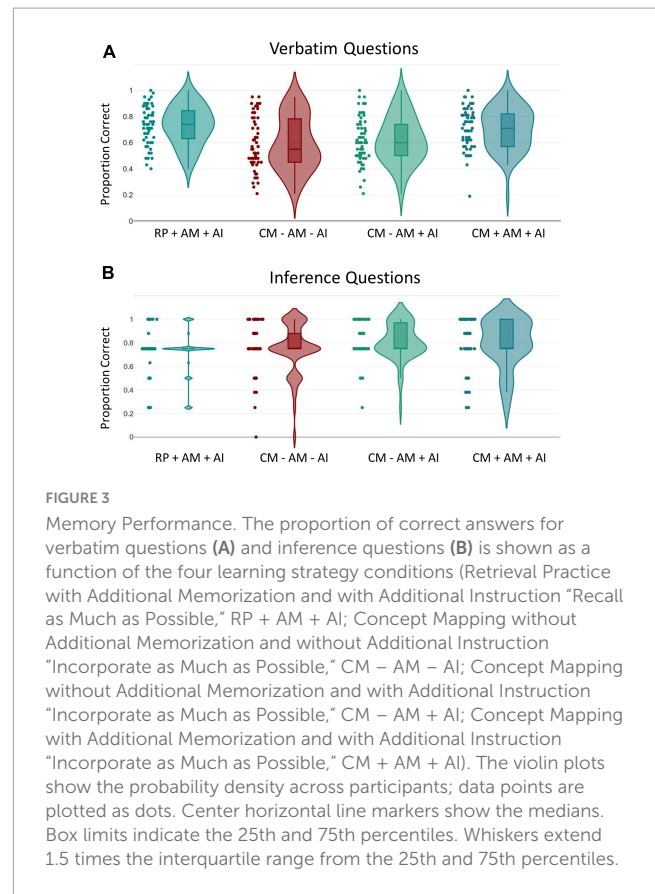 A
Verbatim Questions
Proportion Correct
1
0.8
0.6
0.4
0.2
0
RP + AM + AI
CM - AM - AI
CM - AM + AI
CM + AM + AI
B
Inference Questions
Proportion Correct
1
0.8
0.6
0.4
0.2
0
RP + AM + AI
CM - AM - AI
CM - AM + AI
CM + AM + AI
FIGURE 3
Memory Performance. The proportion of correct answers for
verbatim questions (A) and inference questions (B) is shown as a
function of the four learning strategy conditions (Retrieval Practice
with Additional Memorization and with Additional Instruction “Recall
as Much as Possible,” RP + AM + AI; Concept Mapping without
Additional Memorization and without Additional Instruction
“Incorporate as Much as Possible,” CM – AM – AI; Concept Mapping
without Additional Memorization and with Additional Instruction
“Incorporate as Much as Possible,” CM – AM + AI; Concept Mapping
with Additional Memorization and with Additional Instruction
“Incorporate as Much as Possible,” CM + AM + AI). The violin plots
show the probability density across participants; data points are
plotted as dots. Center horizontal line markers show the medians.
Box limits indicate the 25th and 75th percentiles. Whiskers extend
1.5 times the interquartile range from the 25th and 75th percentiles.